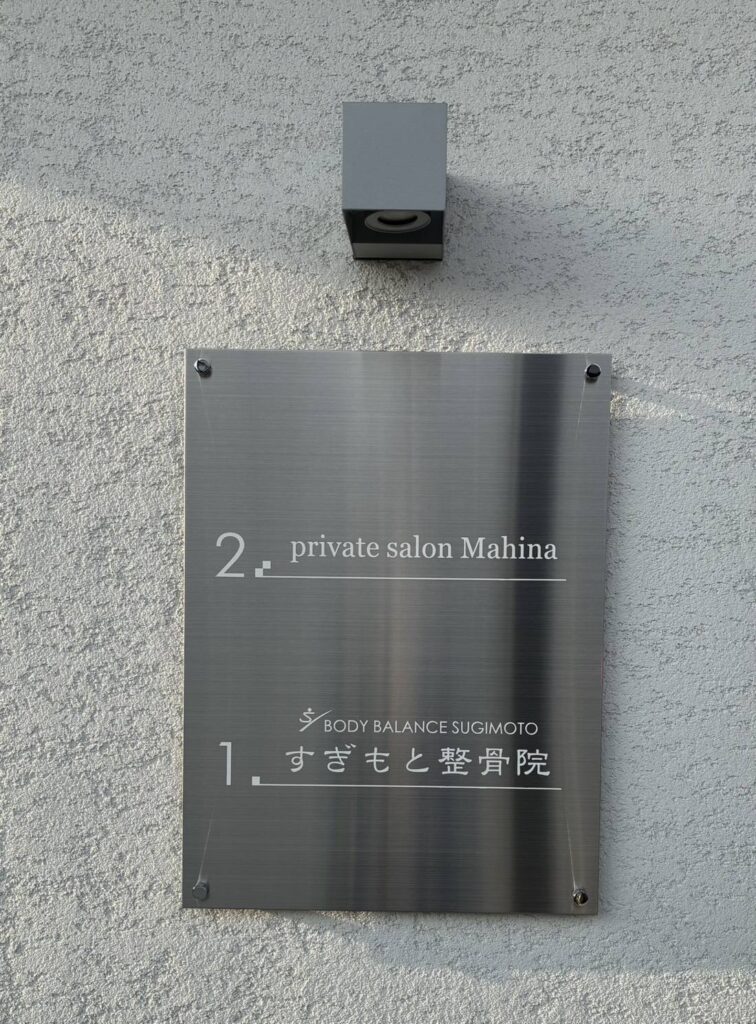 2. private salon Mahina
BODY BALANCE SUGIMOTO
1. すぎもと整骨院